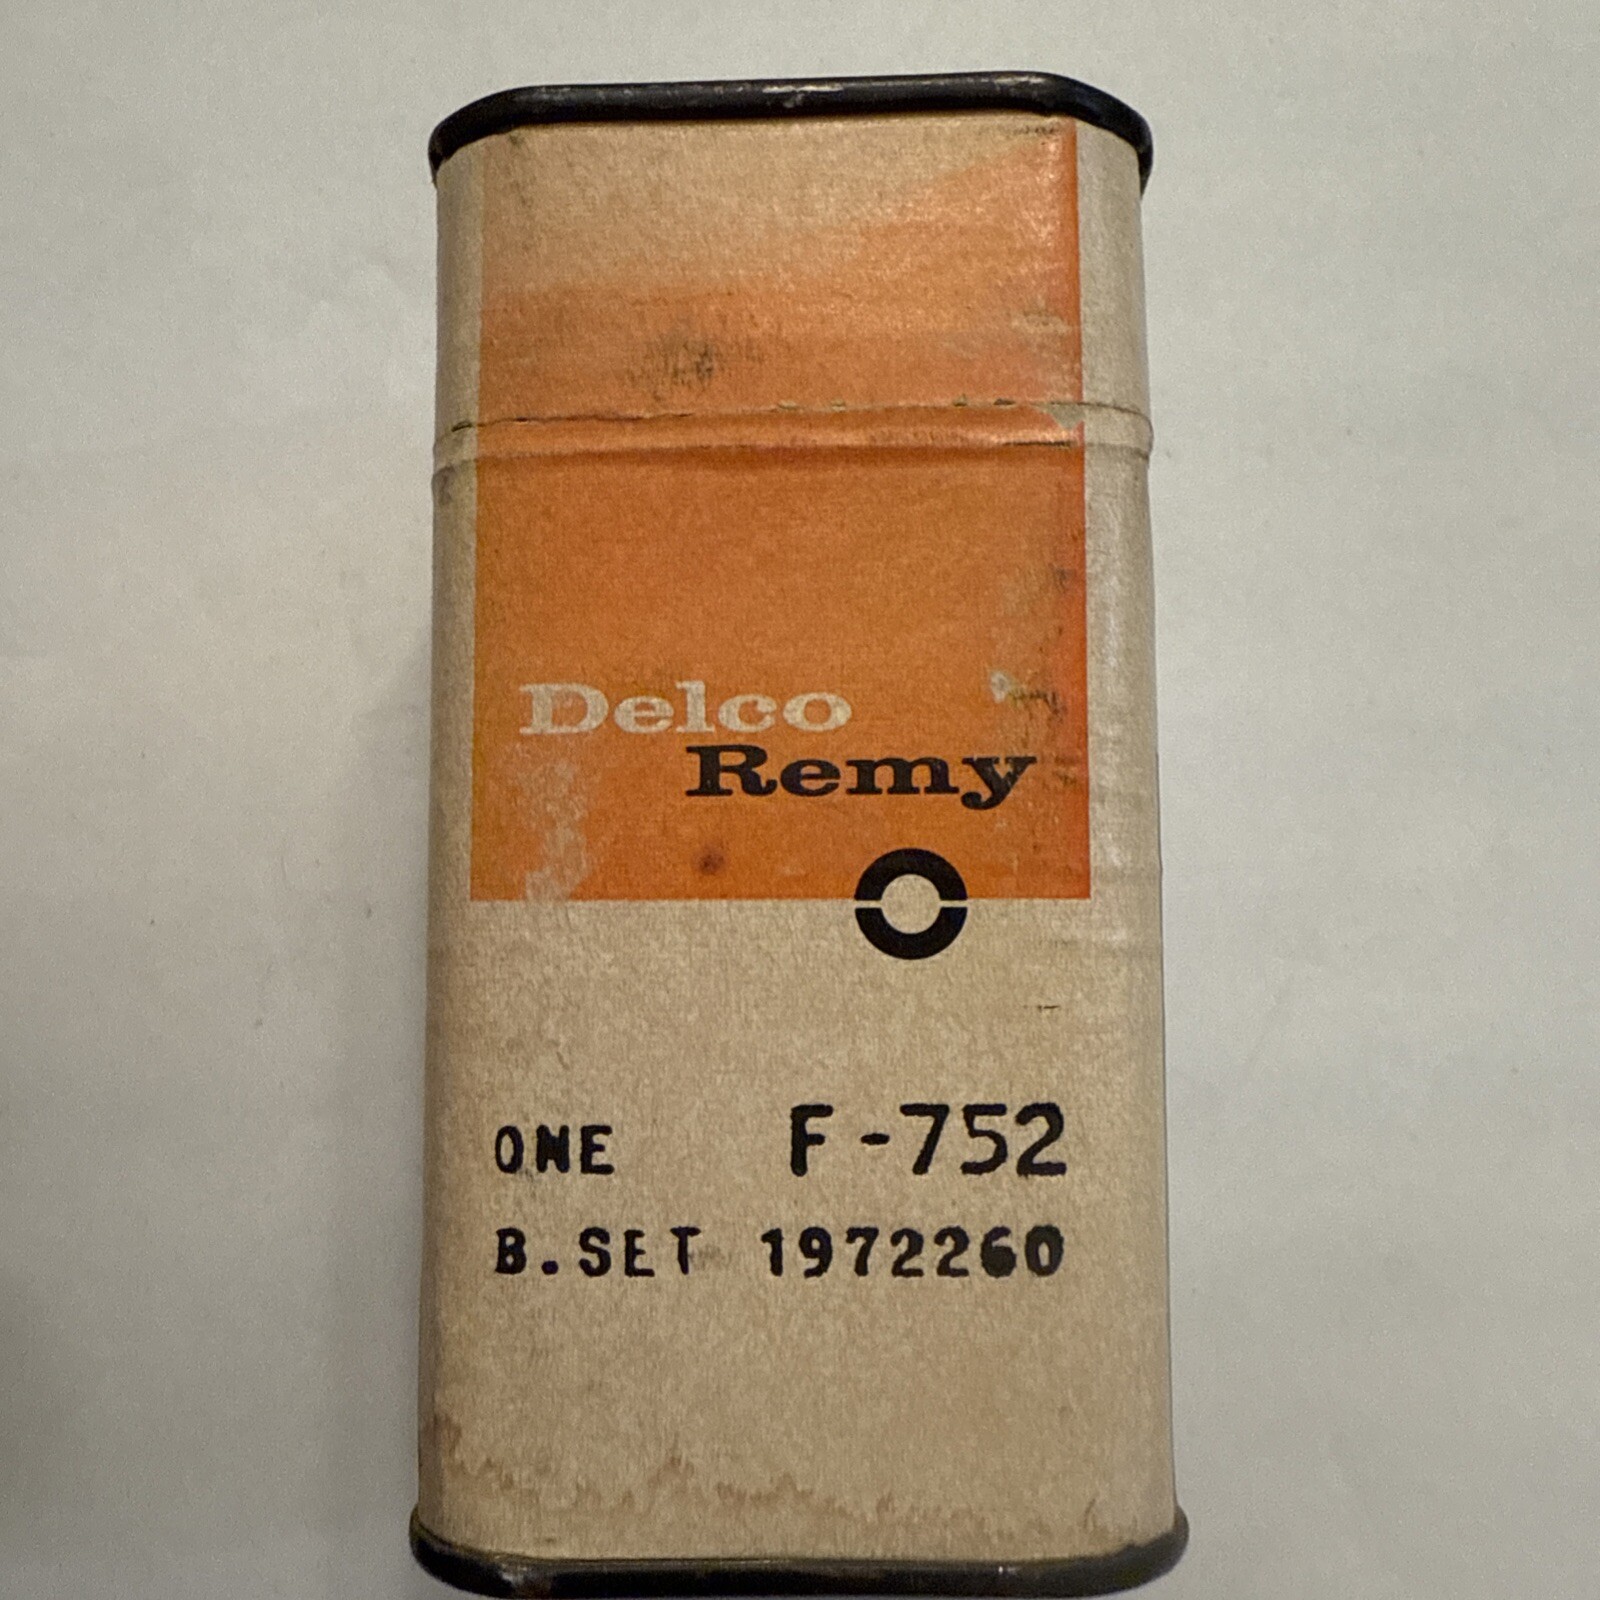 Delco
Remy
ONE F-752
B.SET 1972260